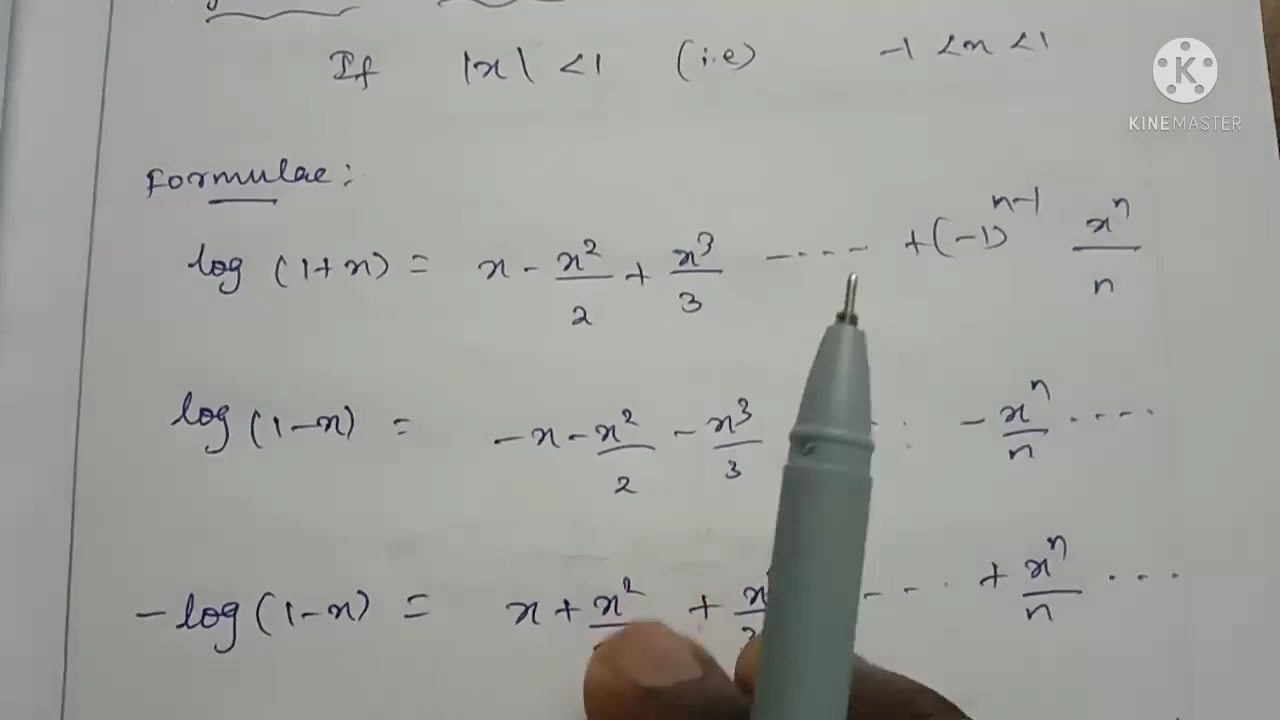 If |x| < 1 (i.e) -1 < x < 1
KINEMASTER
Formulae:
log (1+x) = x - x²/2 + x³/3 ----- +(-1)ⁿ⁻¹ xⁿ/n
log (1-x) = -x - x²/2 - x³/3 - xⁿ/n ....
-log (1-x) = x + x² + x --- + xⁿ/n ...